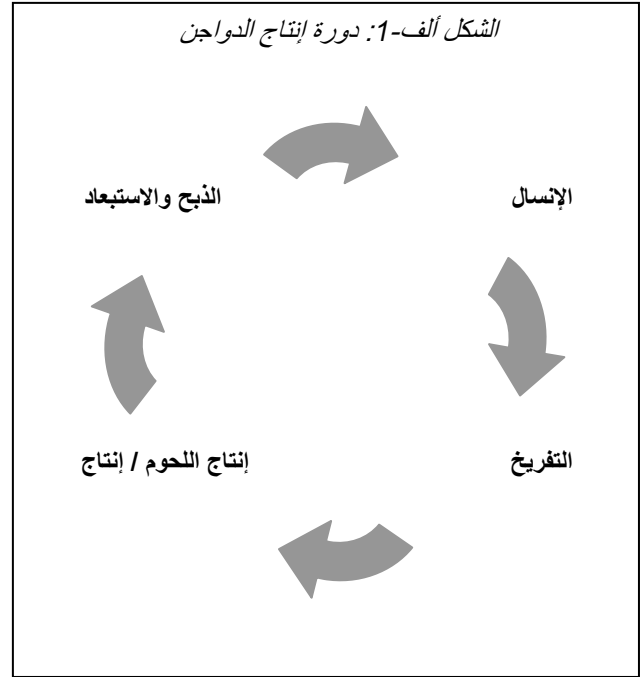 الشكل ألف-1: دورة إنتاج الدواجن
الإنسال
الذبح والاستبعاد
التفريخ
إنتاج اللحوم / إنتاج